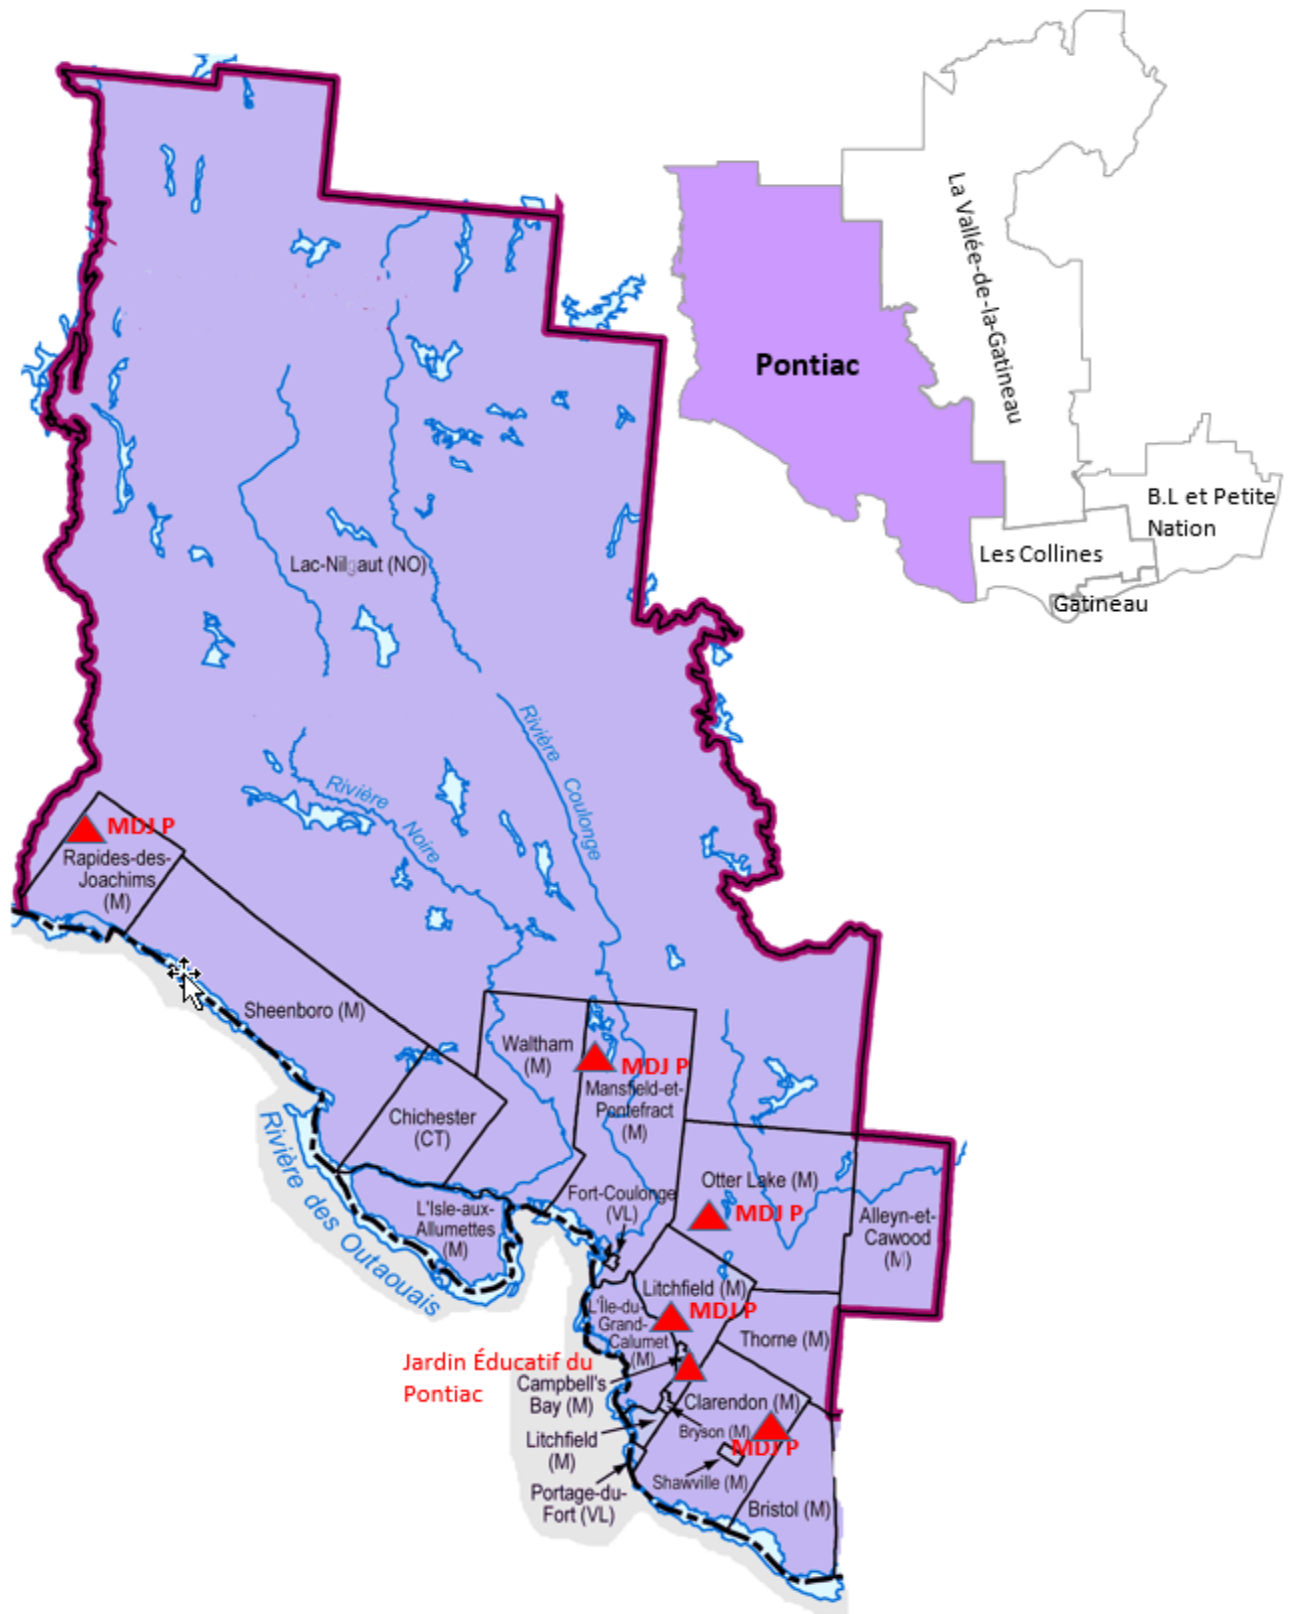 La Vallée-de-la-Gatineau
Pontiac
B.L et Petite
Nation
Les Collines
Gatineau
Lac-Nilgaut (NO)
Rivière Coulonge
Rivière Noire
MDJ P
Rapides-des-
Joachims
(M)
Sheenboro (M)
Waltham
(M)
MDJ P
Mansfield-et-
Pontefract
(M)
Chichester
(CT)
Rivière des Outaouais
L'Isle-aux-
Allumettes
(M)
Fort-Coulonge
(VL)
Otter Lake (M)
MDJ P
Alleyn-et-
Cawood
(M)
Litchfield (M)
MDJ P
L'Île-du-
Grand-
Calumet
(M)
Thorne (M)
Jardin Éducatif du
Pontiac
Campbell's
Bay (M)
Clarendon (M)
Bryson (M)
MDJ P
Litchfield
(M)
Shawville (M)
Portage-du-
Fort (VL)
Bristol (M)